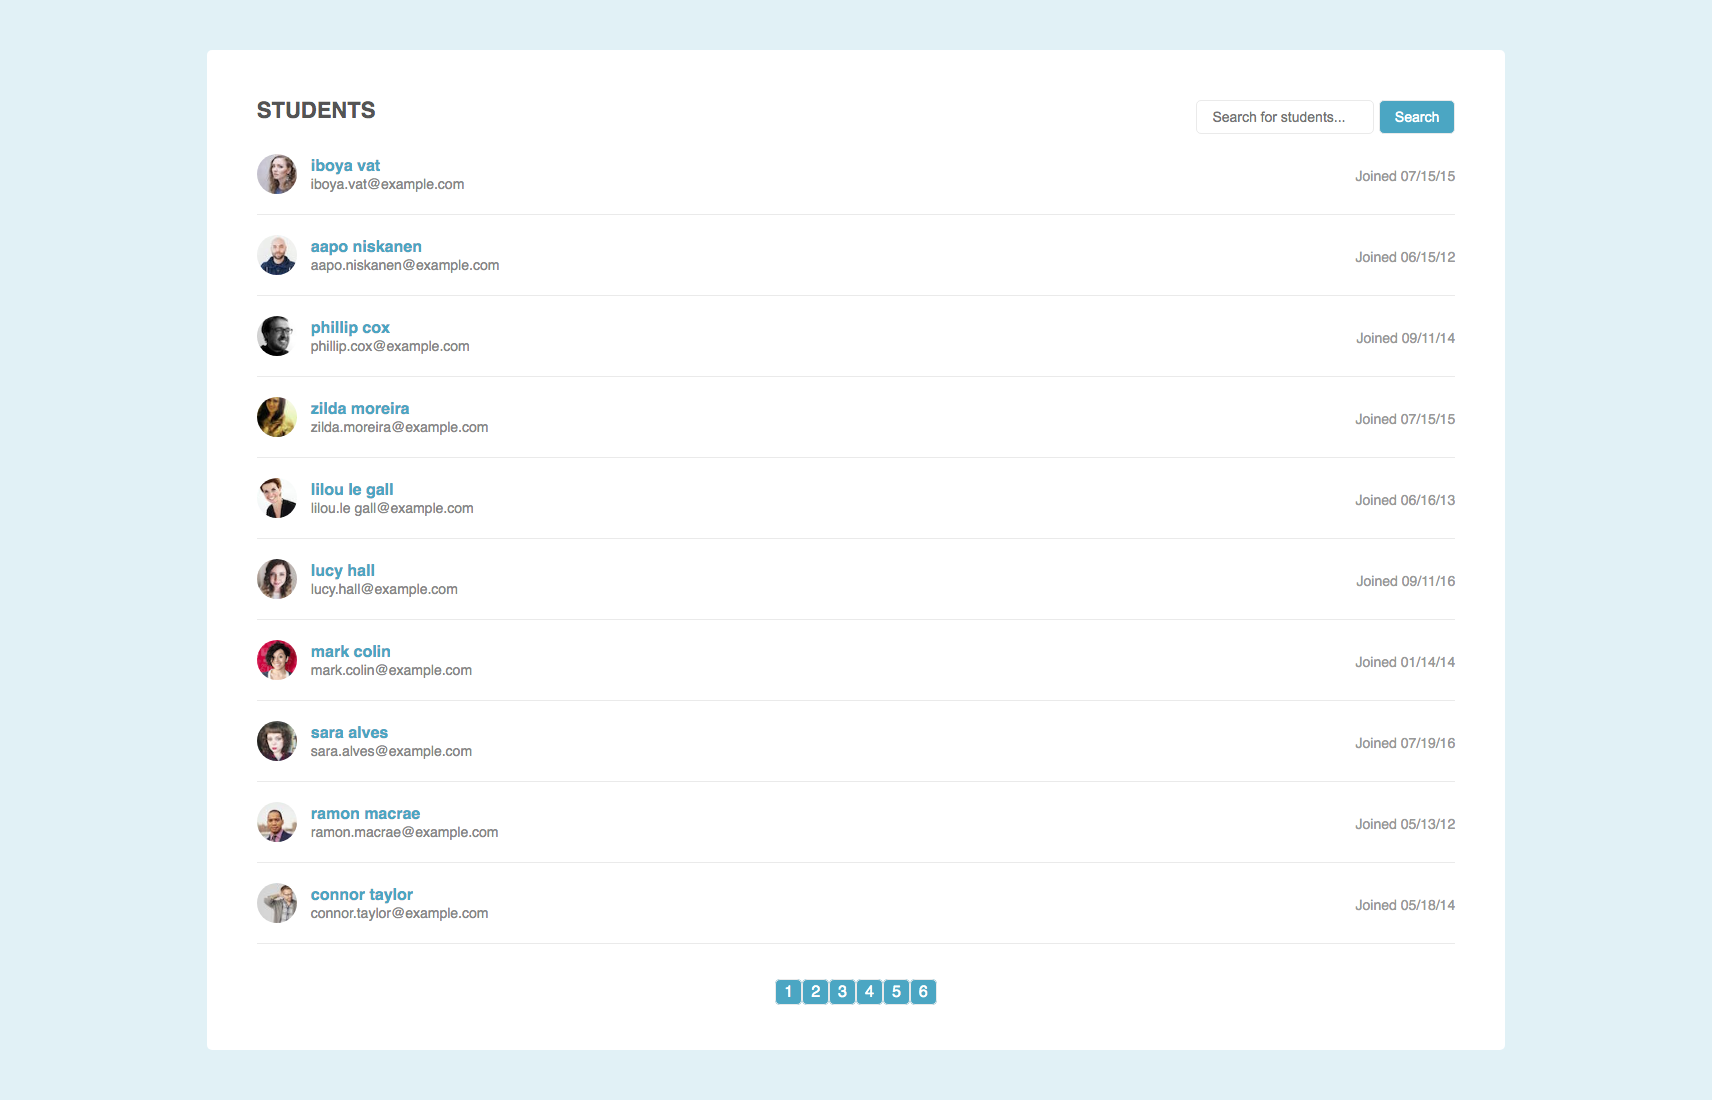 STUDENTS
Search for students... Search
iboya vat
iboya.vat@example.com
Joined 07/15/15
aapo niskanen
aapo.niskanen@example.com
Joined 06/15/12
phillip cox
phillip.cox@example.com
Joined 09/11/14
zilda moreira
zilda.moreira@example.com
Joined 07/15/15
lilou le gall
lilou.le gall@example.com
Joined 06/16/13
lucy hall
lucy.hall@example.com
Joined 09/11/16
mark colin
mark.colin@example.com
Joined 01/14/14
sara alves
sara.alves@example.com
Joined 07/19/16
ramon macrae
ramon.macrae@example.com
Joined 05/13/12
connor taylor
connor.taylor@example.com
Joined 05/18/14
1 2 3 4 5 6